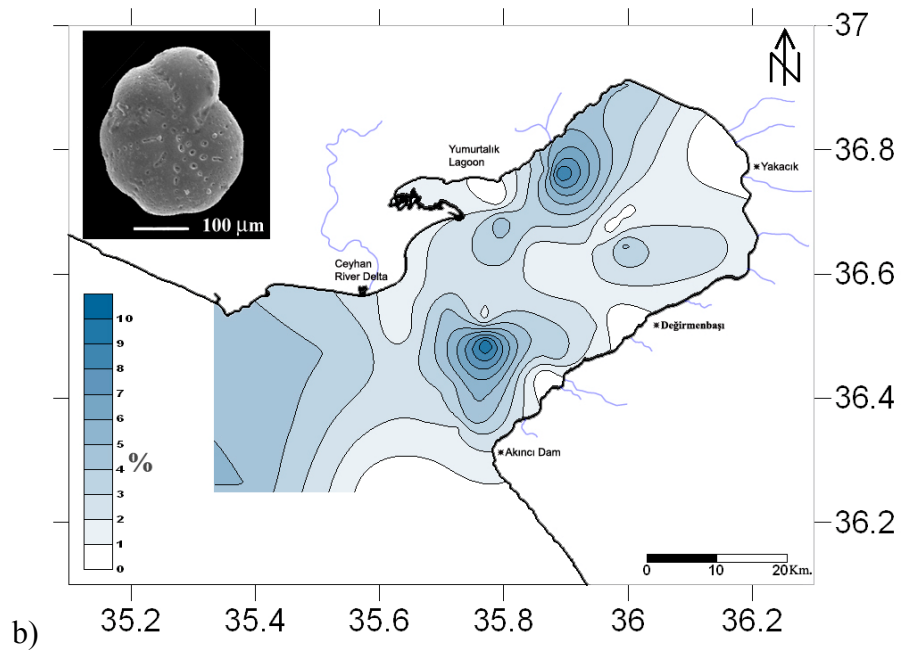 37
N
100 µm
Yumurtalık
Lagoon
36.8
Yakacık
Ceyhan
River Delta
36.6
10
9
8
7
6
5
4
3
2
1
0
%
Değirmenbaşı
36.4
Akıncı Dam
36.2
0 10 20 Km.
35.2 35.4 35.6 35.8 36 36.2
b)